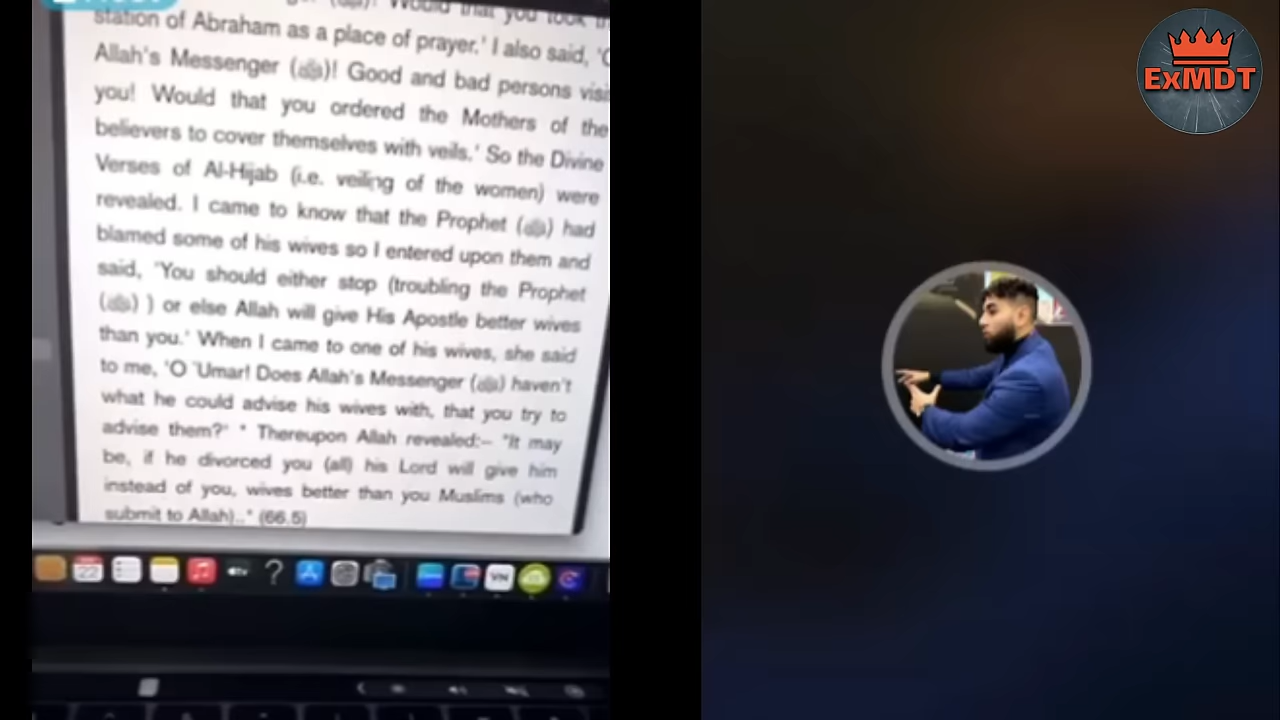 Would that you took
station of Abraham as a place of prayer.' I also said, 'O
Allah's Messenger (ﷺ)! Good and bad persons visi
you! Would that you ordered the Mothers of the
believers to cover themselves with veils.' So the Divine
Verses of Al-Hijab (i.e. veiling of the women) were
revealed. I came to know that the Prophet (ﷺ) had
blamed some of his wives so I entered upon them and
said, 'You should either stop (troubling the Prophet
(ﷺ) ) or else Allah will give His Apostle better wives
than you.' When I came to one of his wives, she said
to me, 'O `Umar! Does Allah's Messenger (ﷺ) haven't
what he could advise his wives with, that you try to
advise them?' " Thereupon Allah revealed:-- "It may
be, if he divorced you (all) his Lord will give him
instead of you, wives better than you Muslims (who
submit to Allah).." (66.5)
22
VN
ExMDT